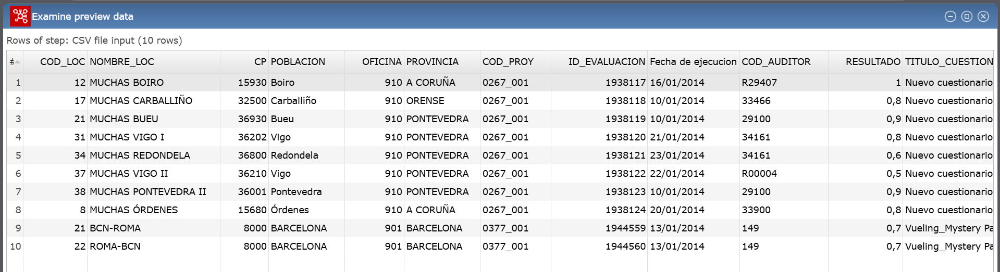 Examine preview data
Rows of step: CSV file input (10 rows)
# COD_LOC NOMBRE_LOC CP POBLACION OFICINA PROVINCIA COD_PROY ID_EVALUACION Fecha de ejecucion COD_AUDITOR RESULTADO TITULO_CUESTION
1 12 MUCHAS BOIRO 15930 Boiro 910 A CORUÑA 0267_001 1938117 16/01/2014 R29407 1 Nuevo cuestionario
2 17 MUCHAS CARBALLIÑO 32500 Carballiño 910 ORENSE 0267_001 1938118 10/01/2014 33466 0,8 Nuevo cuestionario
3 21 MUCHAS BUEU 36930 Bueu 910 PONTEVEDRA 0267_001 1938119 10/01/2014 29100 0,9 Nuevo cuestionario
4 31 MUCHAS VIGO I 36202 Vigo 910 PONTEVEDRA 0267_001 1938120 21/01/2014 34161 0,8 Nuevo cuestionario
5 34 MUCHAS REDONDELA 36800 Redondela 910 PONTEVEDRA 0267_001 1938121 23/01/2014 34161 0,6 Nuevo cuestionario
6 37 MUCHAS VIGO II 36210 Vigo 910 PONTEVEDRA 0267_001 1938122 22/01/2014 R00004 0,5 Nuevo cuestionario
7 38 MUCHAS PONTEVEDRA II 36001 Pontevedra 910 PONTEVEDRA 0267_001 1938123 10/01/2014 29100 0,9 Nuevo cuestionario
8 8 MUCHAS ÓRDENES 15680 Órdenes 910 A CORUÑA 0267_001 1938124 20/01/2014 33900 0,8 Nuevo cuestionario
9 21 BCN-ROMA 8000 BARCELONA 901 BARCELONA 0377_001 1944559 13/01/2014 149 0,7 Vueling_Mystery Pa
10 22 ROMA-BCN 8000 BARCELONA 901 BARCELONA 0377_001 1944560 13/01/2014 149 0,7 Vueling_Mystery Pa